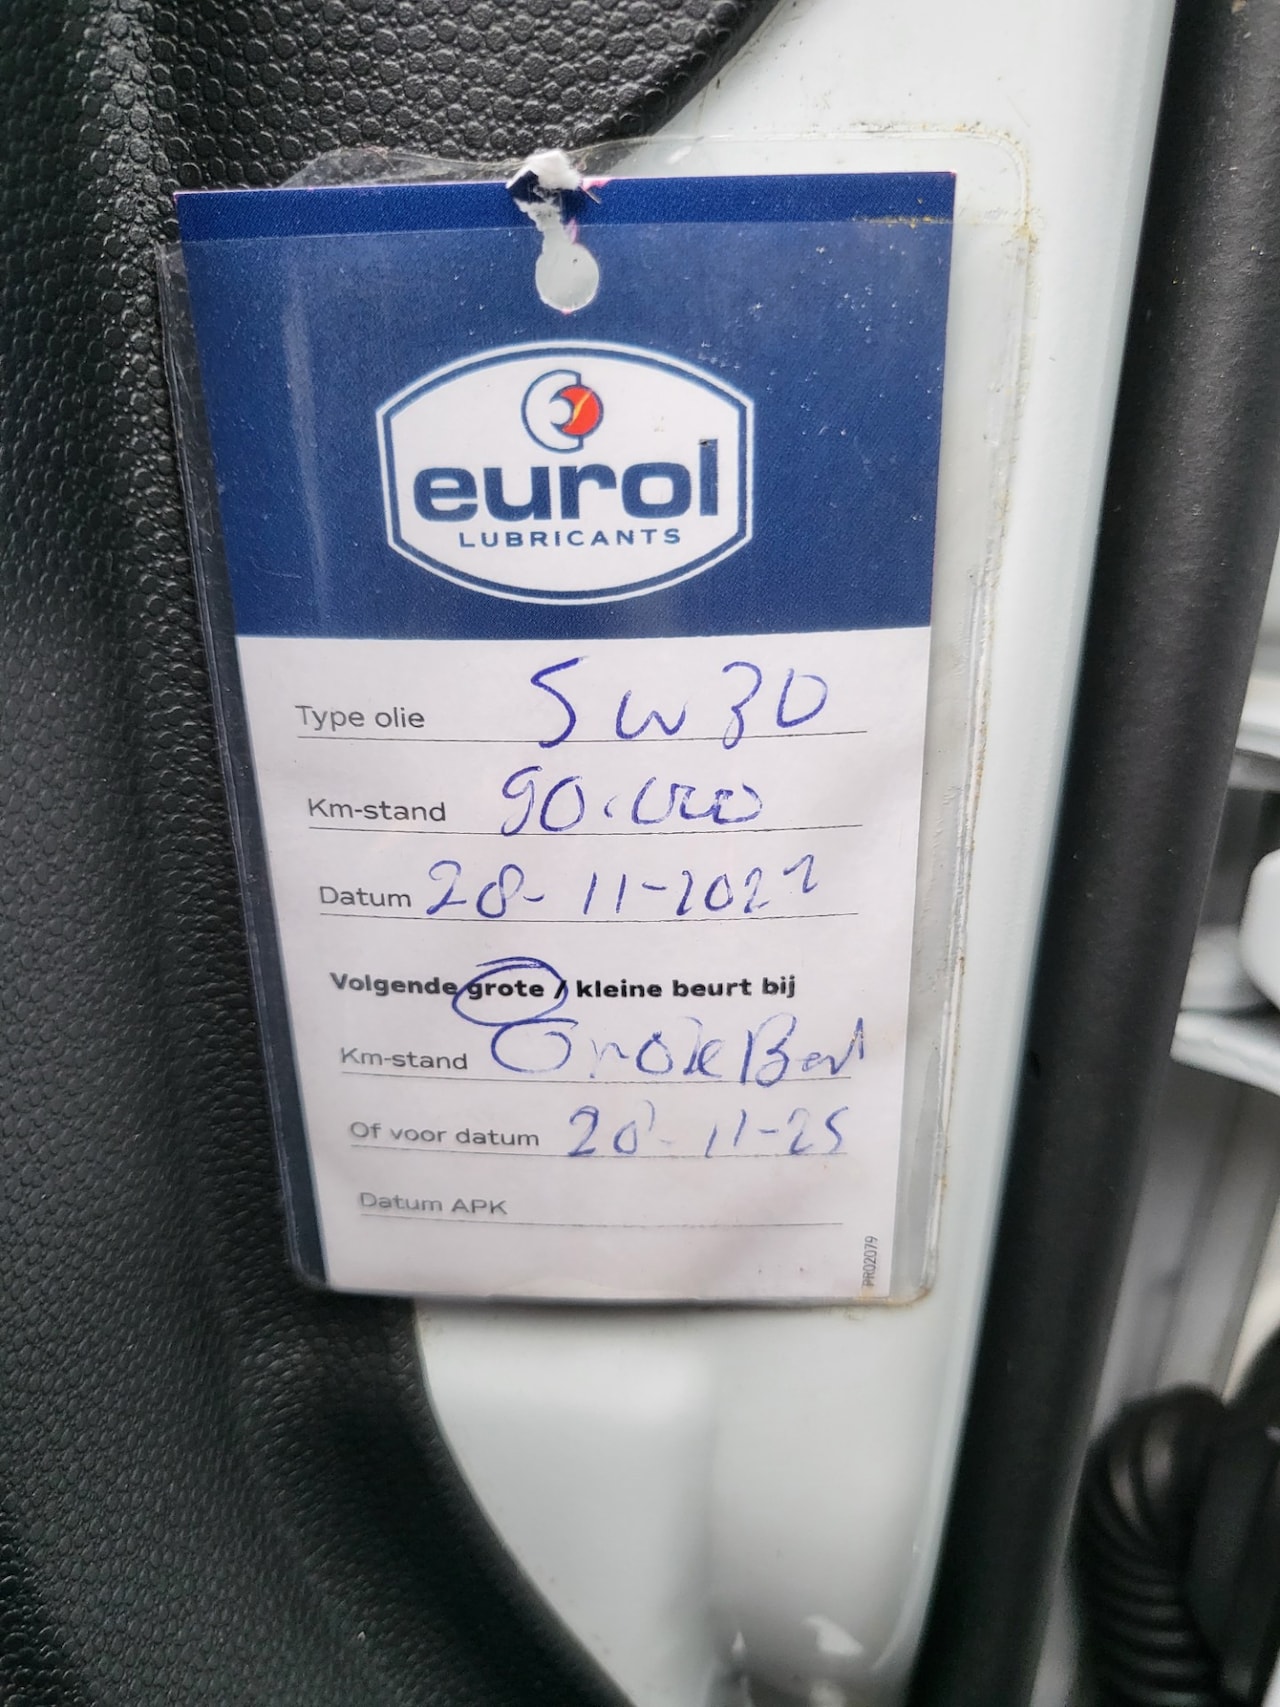 eurol
LUBRICANTS
Type olie 5w30
Km-stand 90.000
Datum 28-11-2022
Volgende grote / kleine beurt bij
Km-stand Grote
Of voor datum 28-11-25
Datum APK
PR02079